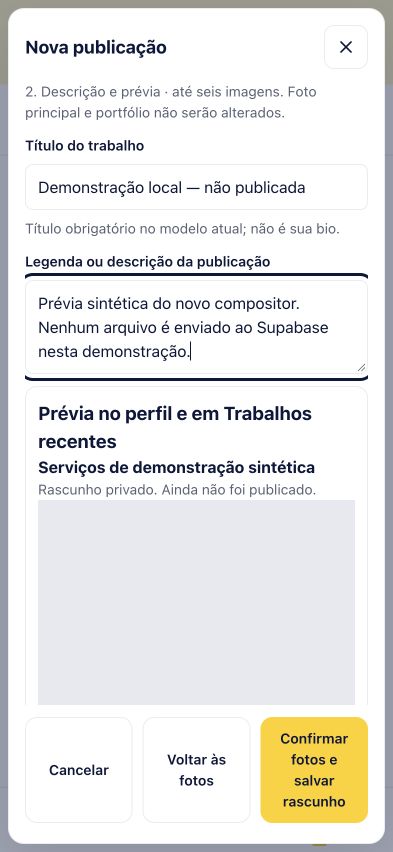 Nova publicação
2. Descrição e prévia · até seis imagens. Foto
principal e portfólio não serão alterados.
Título do trabalho
Demonstração local — não publicada
Título obrigatório no modelo atual; não é sua bio.
Legenda ou descrição da publicação
Prévia sintética do novo compositor.
Nenhum arquivo é enviado ao Supabase
nesta demonstração.
Prévia no perfil e em Trabalhos
recentes
Serviços de demonstração sintética
Rascunho privado. Ainda não foi publicado.
Cancelar
Voltar às
fotos
Confirmar
fotos e
salvar
rascunho